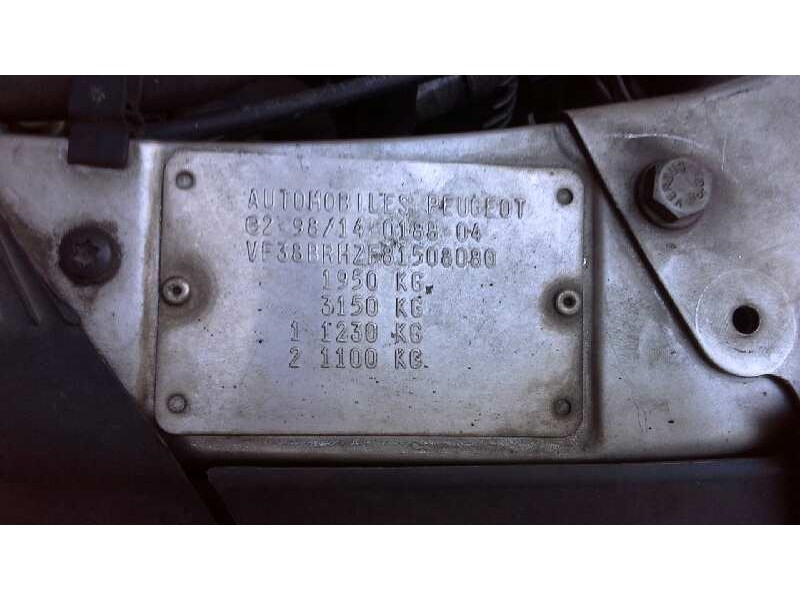 AUTOMOBILES PEUGEOT
e2*98/14*0188*04
VF38BRHZF81508080
1950 KG
3150 KG
1 1230 KG
2 1100 KG